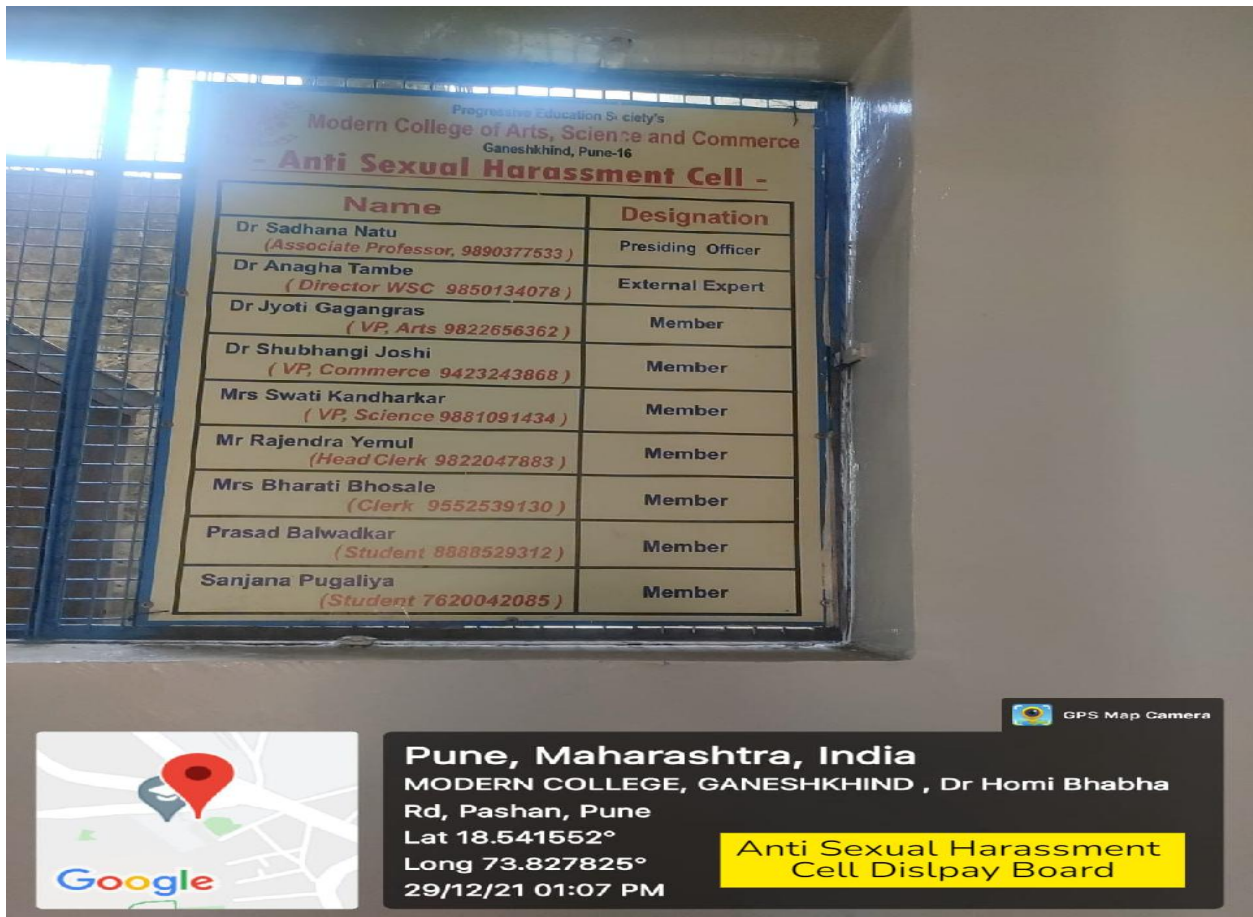 Progressive Education Society's
Modern College of Arts, Science and Commerce
Ganeshkhind, Pune-16
- Anti Sexual Harassment Cell -
Name Designation
Dr Sadhana Natu
(Associate Professor, 9890377533) Presiding Officer
Dr Anagha Tambe
( Director WSC 9850134078 ) External Expert
Dr Jyoti Gagangras
( VP, Arts 9822656362 ) Member
Dr Shubhangi Joshi
( VP, Commerce 9423243868 ) Member
Mrs Swati Kandharkar
( VP, Science 9881091434 ) Member
Mr Rajendra Yemul
(Head Clerk 9822047883 ) Member
Mrs Bharati Bhosale
(Clerk 9552539130 ) Member
Prasad Balwadkar
(Student 8888529312 ) Member
Sanjana Pugaliya
(Student 7620042085 ) Member
GPS Map Camera
Pune, Maharashtra, India
MODERN COLLEGE, GANESHKHIND , Dr Homi Bhabha
Rd, Pashan, Pune
Lat 18.541552°
Long 73.827825°
29/12/21 01:07 PM
Anti Sexual Harassment
Cell Dislpay Board
Google